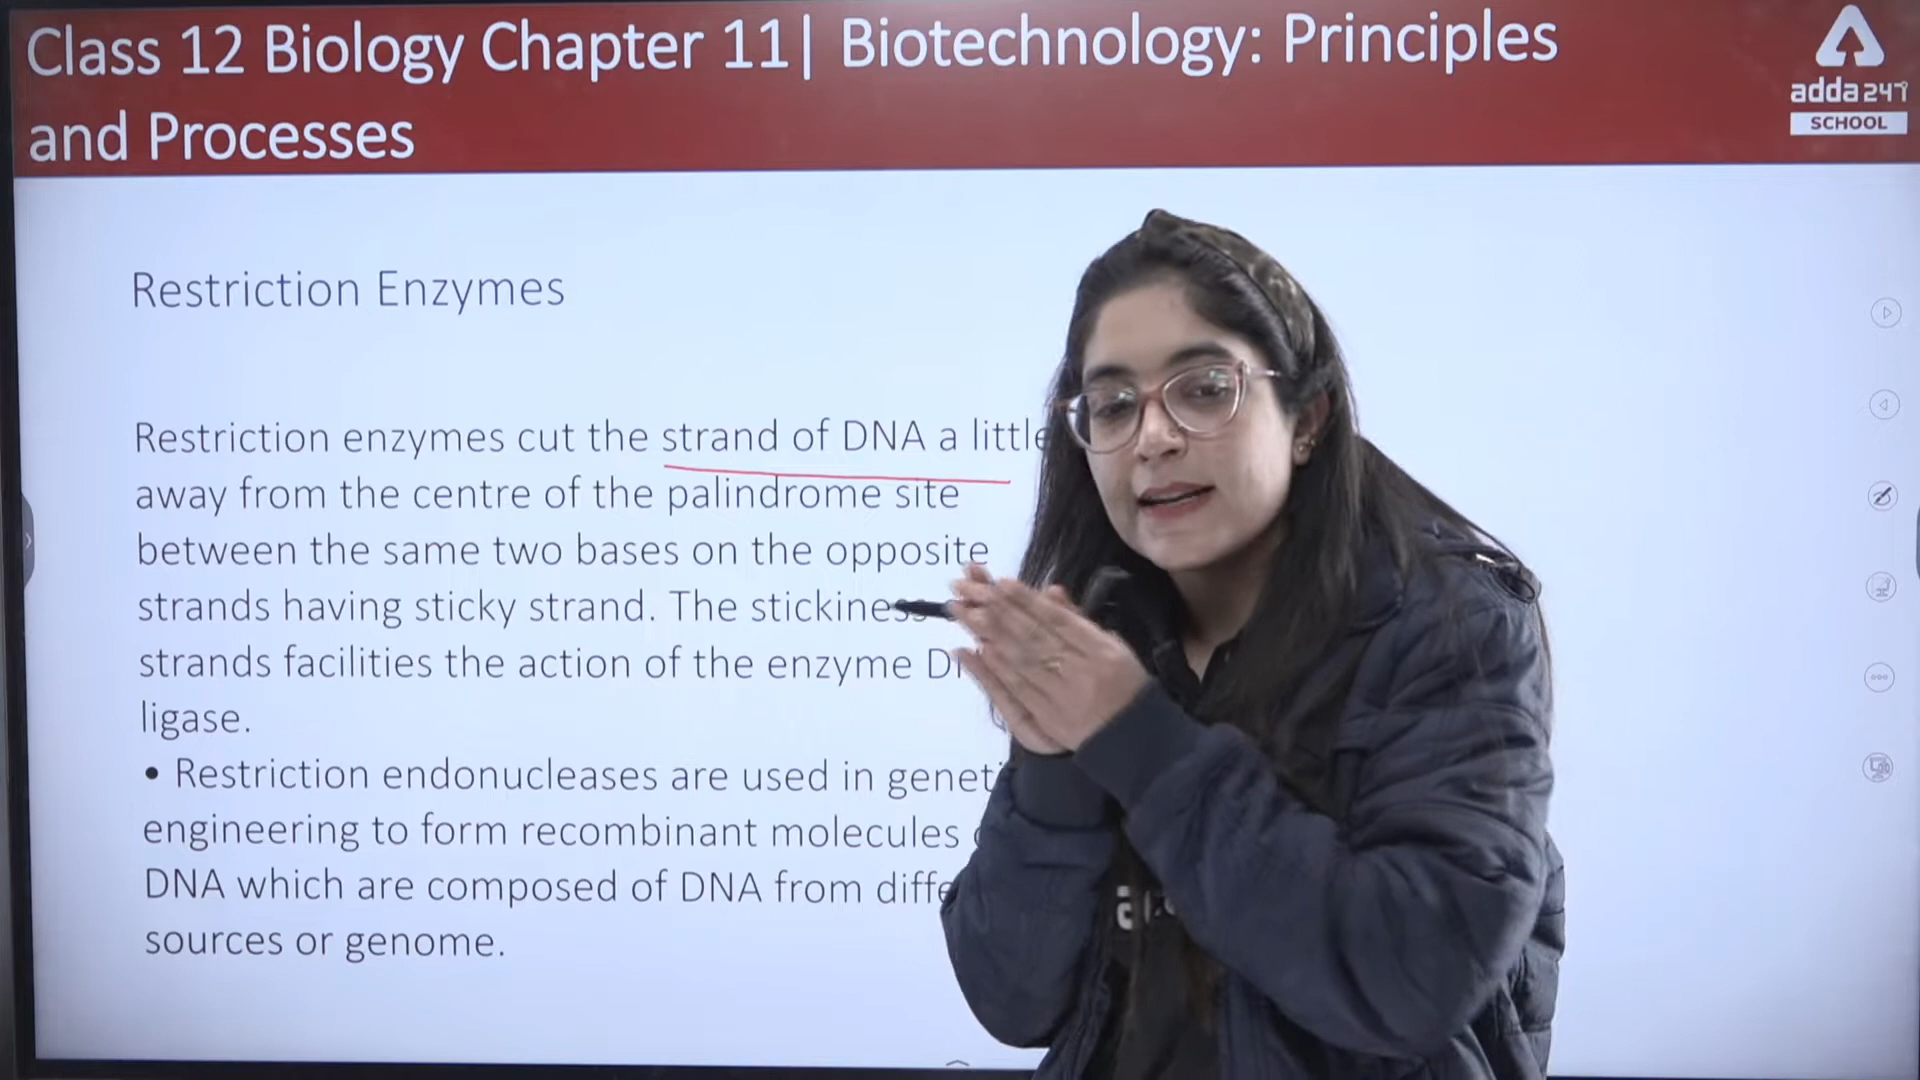 Class 12 Biology Chapter 11| Biotechnology: Principles
and Processes
adda247
SCHOOL
Restriction Enzymes
Restriction enzymes cut the strand of DNA a little
away from the centre of the palindrome site
between the same two bases on the opposite
strands having sticky strand. The stickiness
strands facilities the action of the enzyme
ligase.
• Restriction endonucleases are used in
engineering to form recombinant molecules
DNA which are composed of DNA from
sources or genome.